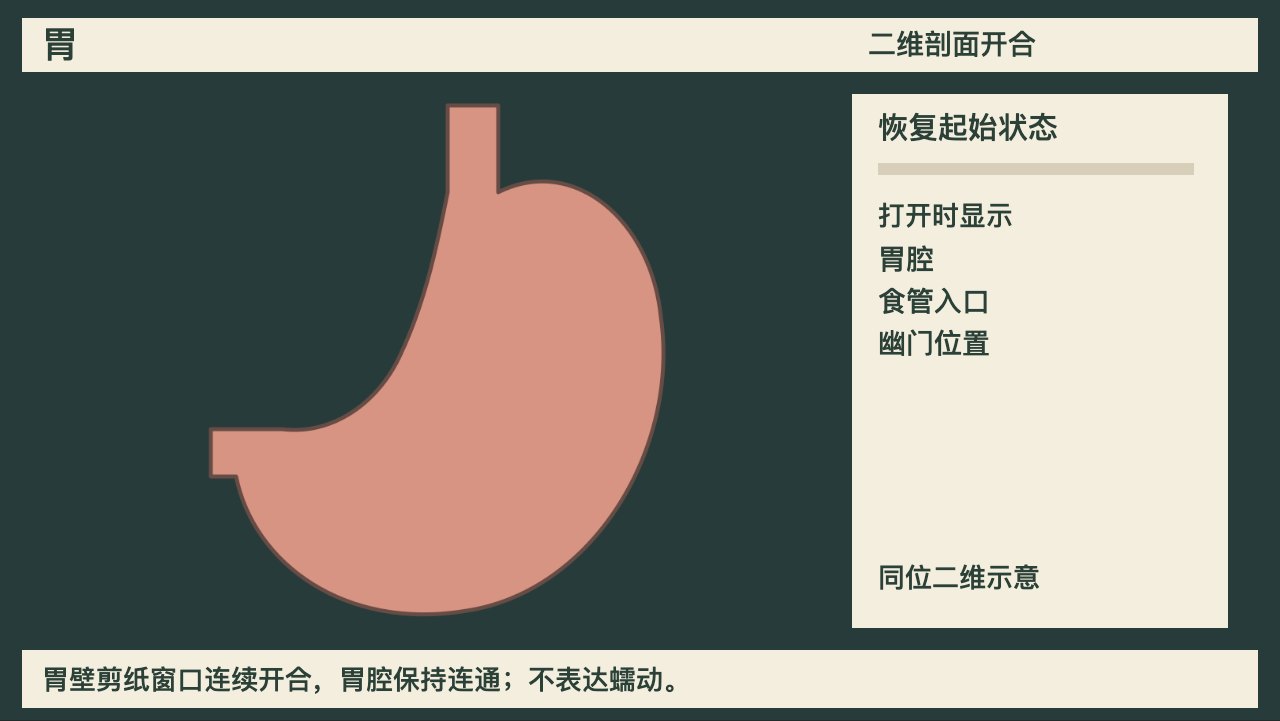 胃
二维剖面开合
恢复起始状态
打开时显示
胃腔
食管入口
幽门位置
同位二维示意
胃壁剪纸窗口连续开合，胃腔保持连通；不表达蠕动。